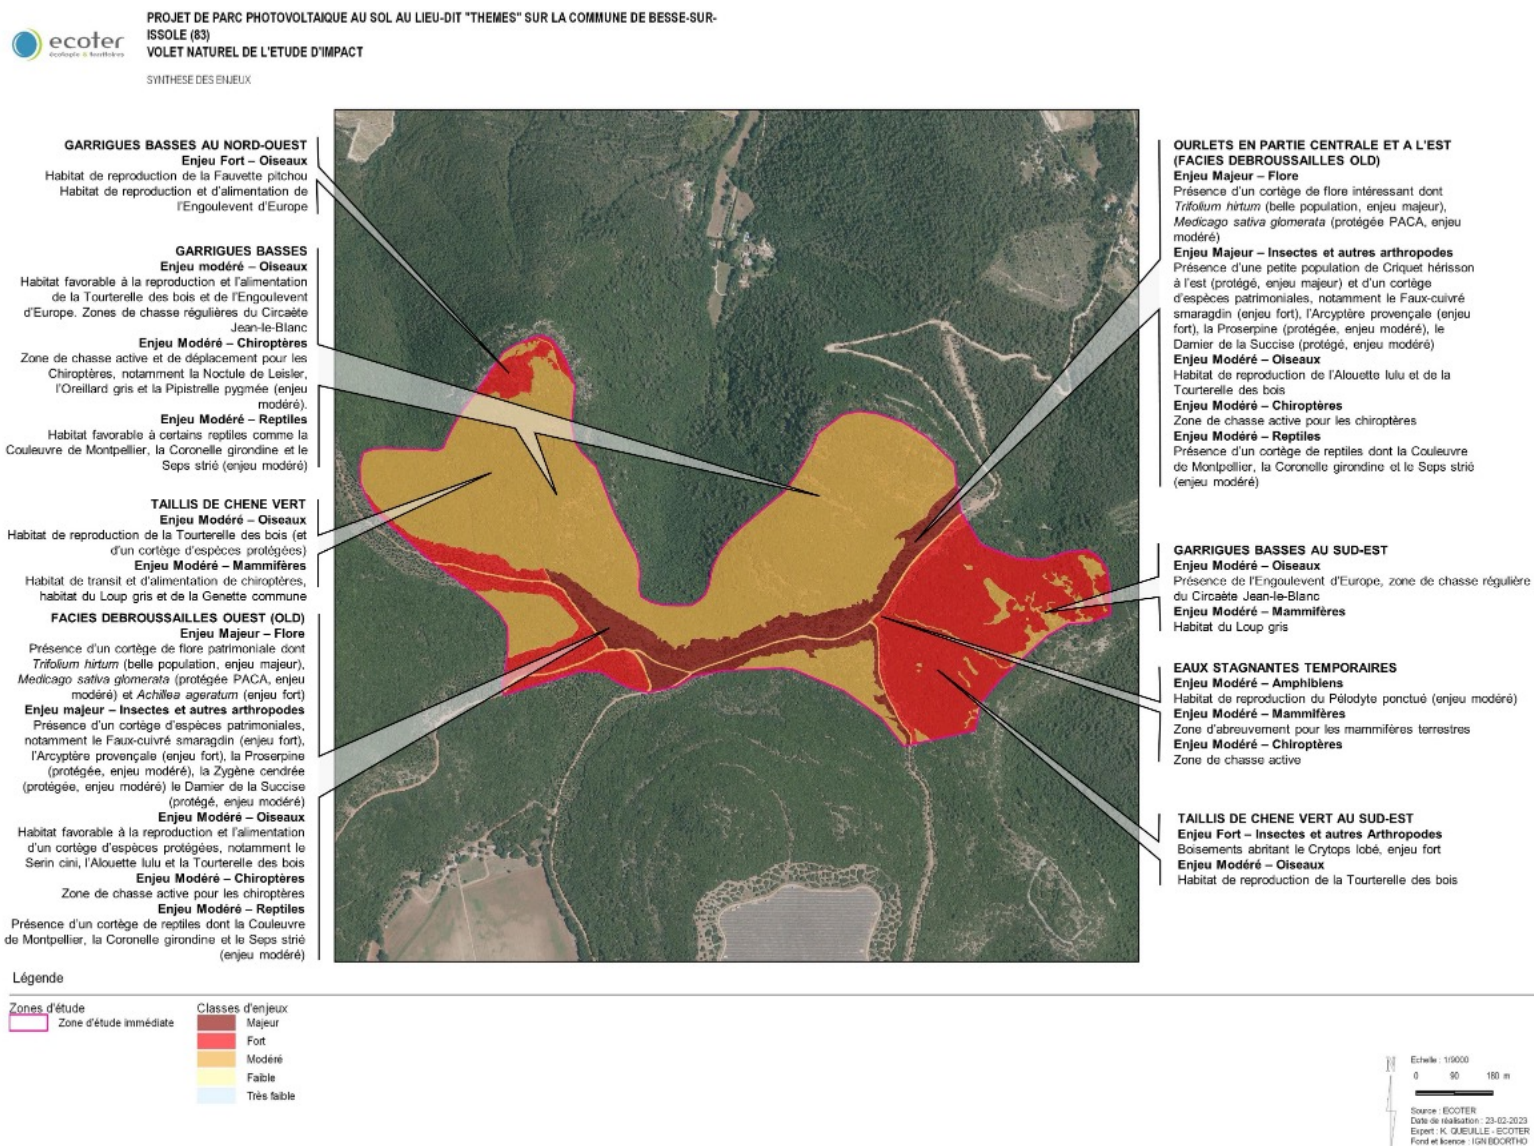 PROJET DE PARC PHOTOVOLTAIQUE AU SOL AU LIEU-DIT "THEMES" SUR LA COMMUNE DE BESSE-SUR-
ISSOLE (83)
VOLET NATUREL DE L'ETUDE D'IMPACT
SYNTHESE DES ENJEUX
ecoter
écologie & territoires
GARRIGUES BASSES AU NORD-OUEST
Enjeu Fort – Oiseaux
Habitat de reproduction de la Fauvette pitchou
Habitat de reproduction et d'alimentation de
l'Engoulevent d'Europe
GARRIGUES BASSES
Enjeu modéré – Oiseaux
Habitat favorable à la reproduction et l'alimentation
de la Tourterelle des bois et de l'Engoulevent
d'Europe. Zones de chasse régulières du Circaète
Jean-le-Blanc
Enjeu Modéré – Chiroptères
Zone de chasse active et de déplacement pour les
Chiroptères, notamment la Noctule de Leisler,
l'Oreillard gris et la Pipistrelle pygmée (enjeu
modéré).
Enjeu Modéré – Reptiles
Habitat favorable à certains reptiles comme la
Couleuvre de Montpellier, la Coronelle girondine et le
Seps strié (enjeu modéré)
TAILLIS DE CHENE VERT
Enjeu Modéré – Oiseaux
Habitat de reproduction de la Tourterelle des bois (et
d'un cortège d'espèces protégées)
Enjeu Modéré – Mammifères
Habitat de transit et d'alimentation de chiroptères,
habitat du Loup gris et de la Genette commune
FACIES DEBROUSSAILLES OUEST (OLD)
Enjeu Majeur – Flore
Présence d'un cortège de flore patrimoniale dont
Trifolium hirtum (belle population, enjeu majeur),
Medicago sativa glomerata (protégée PACA, enjeu
modéré) et Achillea ageratum (enjeu fort)
Enjeu majeur – Insectes et autres arthropodes
Présence d'un cortège d'espèces patrimoniales,
notamment le Faux-cuivré smaragdin (enjeu fort),
l'Arcyptère provençale (enjeu fort), la Proserpine
(protégée, enjeu modéré), la Zygène cendrée
(protégée, enjeu modéré) le Damier de la Succise
(protégé, enjeu modéré)
Enjeu Modéré – Oiseaux
Habitat favorable à la reproduction et l'alimentation
d'un cortège d'espèces protégées, notamment le
Serin cini, l'Alouette lulu et la Tourterelle des bois
Enjeu Modéré – Chiroptères
Zone de chasse active pour les chiroptères
Enjeu Modéré – Reptiles
Présence d'un cortège de reptiles dont la Couleuvre
de Montpellier, la Coronelle girondine et le Seps strié
(enjeu modéré)
OURLETS EN PARTIE CENTRALE ET A L'EST
(FACIES DEBROUSSAILLES OLD)
Enjeu Majeur – Flore
Présence d'un cortège de flore intéressant dont
Trifolium hirtum (belle population, enjeu majeur),
Medicago sativa glomerata (protégée PACA, enjeu
modéré)
Enjeu Majeur – Insectes et autres arthropodes
Présence d'une petite population de Criquet hérisson
à l'est (protégé, enjeu majeur) et d'un cortège
d'espèces patrimoniales, notamment le Faux-cuivré
smaragdin (enjeu fort), l'Arcyptère provençale (enjeu
fort), la Proserpine (protégée, enjeu modéré), le
Damier de la Succise (protégé, enjeu modéré)
Enjeu Modéré – Oiseaux
Habitat de reproduction de l'Alouette lulu et de la
Tourterelle des bois
Enjeu Modéré – Chiroptères
Zone de chasse active pour les chiroptères
Enjeu Modéré – Reptiles
Présence d'un cortège de reptiles dont la Couleuvre
de Montpellier, la Coronelle girondine et le Seps strié
(enjeu modéré)
GARRIGUES BASSES AU SUD-EST
Enjeu Modéré – Oiseaux
Présence de l'Engoulevent d'Europe, zone de chasse régulière
du Circaète Jean-le-Blanc
Enjeu Modéré – Mammifères
Habitat du Loup gris
EAUX STAGNANTES TEMPORAIRES
Enjeu Modéré – Amphibiens
Habitat de reproduction du Pélodyte ponctué (enjeu modéré)
Enjeu Modéré – Mammifères
Zone d'abreuvement pour les mammifères terrestres
Enjeu Modéré – Chiroptères
Zone de chasse active
TAILLIS DE CHENE VERT AU SUD-EST
Enjeu Fort – Insectes et autres Arthropodes
Boisements abritant le Crytops lobé, enjeu fort
Enjeu Modéré – Oiseaux
Habitat de reproduction de la Tourterelle des bois
Légende
Zones d'étude
Zone d'étude immédiate
Classes d'enjeux
Majeur
Fort
Modéré
Faible
Très faible
N
Echelle : 1/9000
0 90 180 m
Source : ECOTER
Date de réalisation : 23-02-2023
Expert : K. QUEUILLE - ECOTER
Fond et licence : IGN BDORTHO